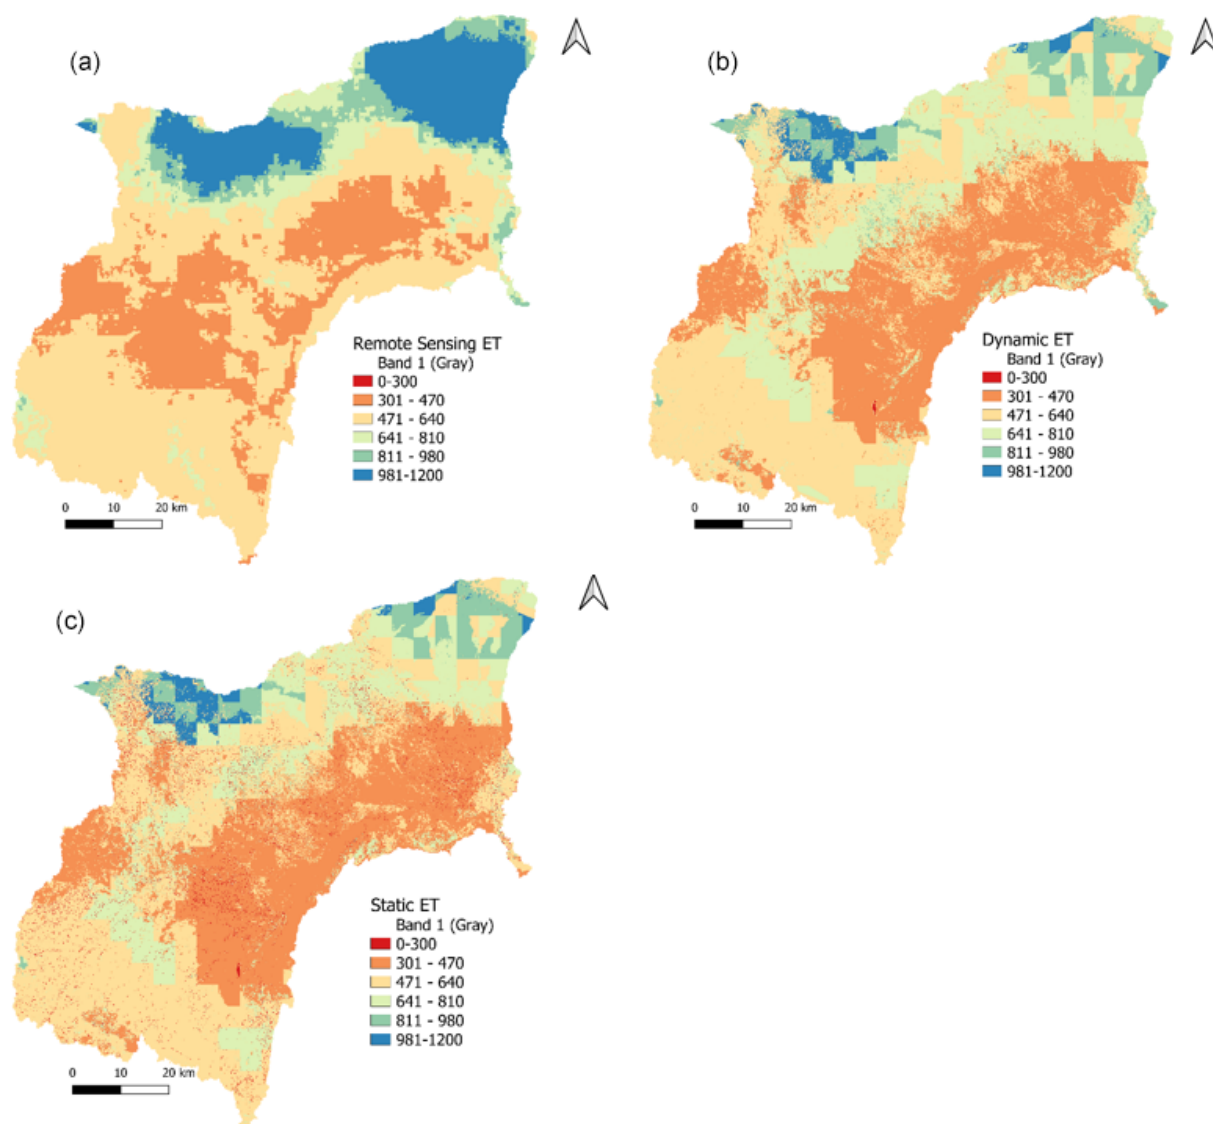 (a)
Remote Sensing ET
Band 1 (Gray)
0-300
301 - 470
471 - 640
641 - 810
811 - 980
981-1200
0 10 20 km
(b)
Dynamic ET
Band 1 (Gray)
0-300
301 - 470
471 - 640
641 - 810
811 - 980
981-1200
0 10 20 km
(c)
Static ET
Band 1 (Gray)
0-300
301 - 470
471 - 640
641 - 810
811 - 980
981-1200
0 10 20 km